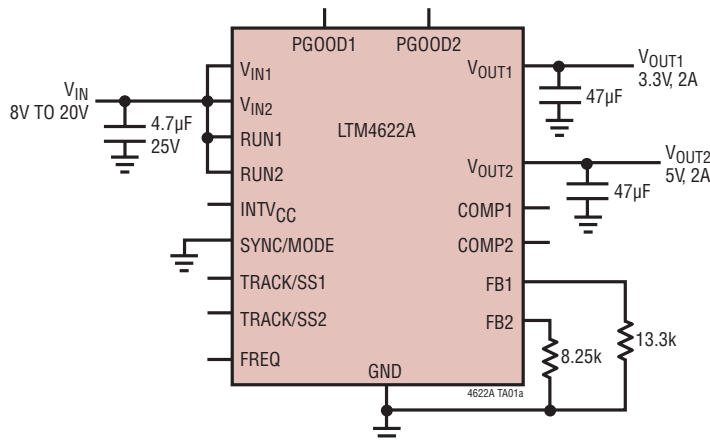 PGOOD1
PGOOD2
V_IN
8V TO 20V
4.7µF
25V
V_IN1
V_IN2
RUN1
RUN2
INTV_CC
SYNC/MODE
TRACK/SS1
TRACK/SS2
FREQ
LTM4622A
GND
V_OUT1
V_OUT2
COMP1
COMP2
FB1
FB2
47µF
V_OUT1
3.3V, 2A
47µF
V_OUT2
5V, 2A
8.25k
13.3k
4622A TA01a